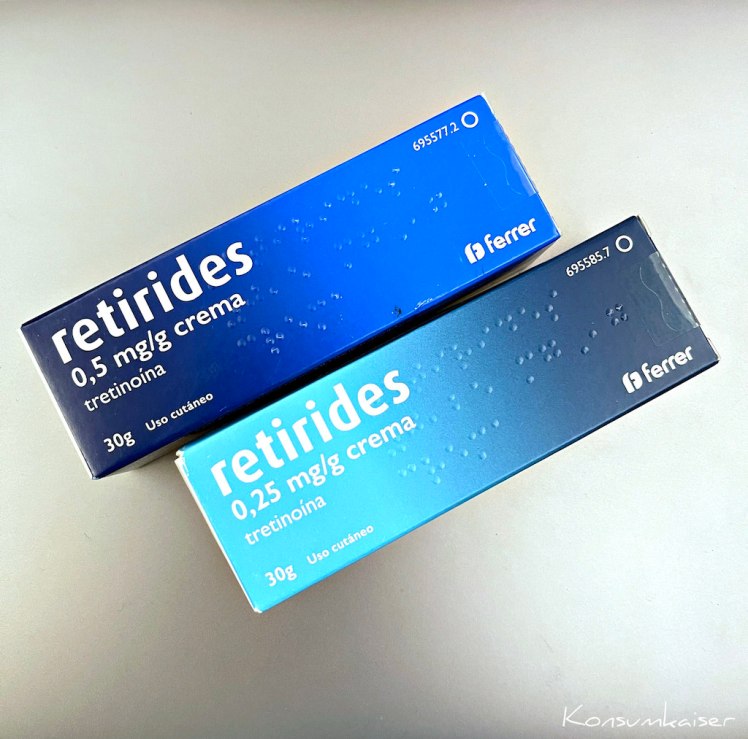 695577.2
ferrer
retirides
0,5 mg/g crema
tretinoína
30g Uso cutáneo
695585.7
ferrer
retirides
0,25 mg/g crema
tretinoína
30g Uso cutáneo
Konsumkaiser